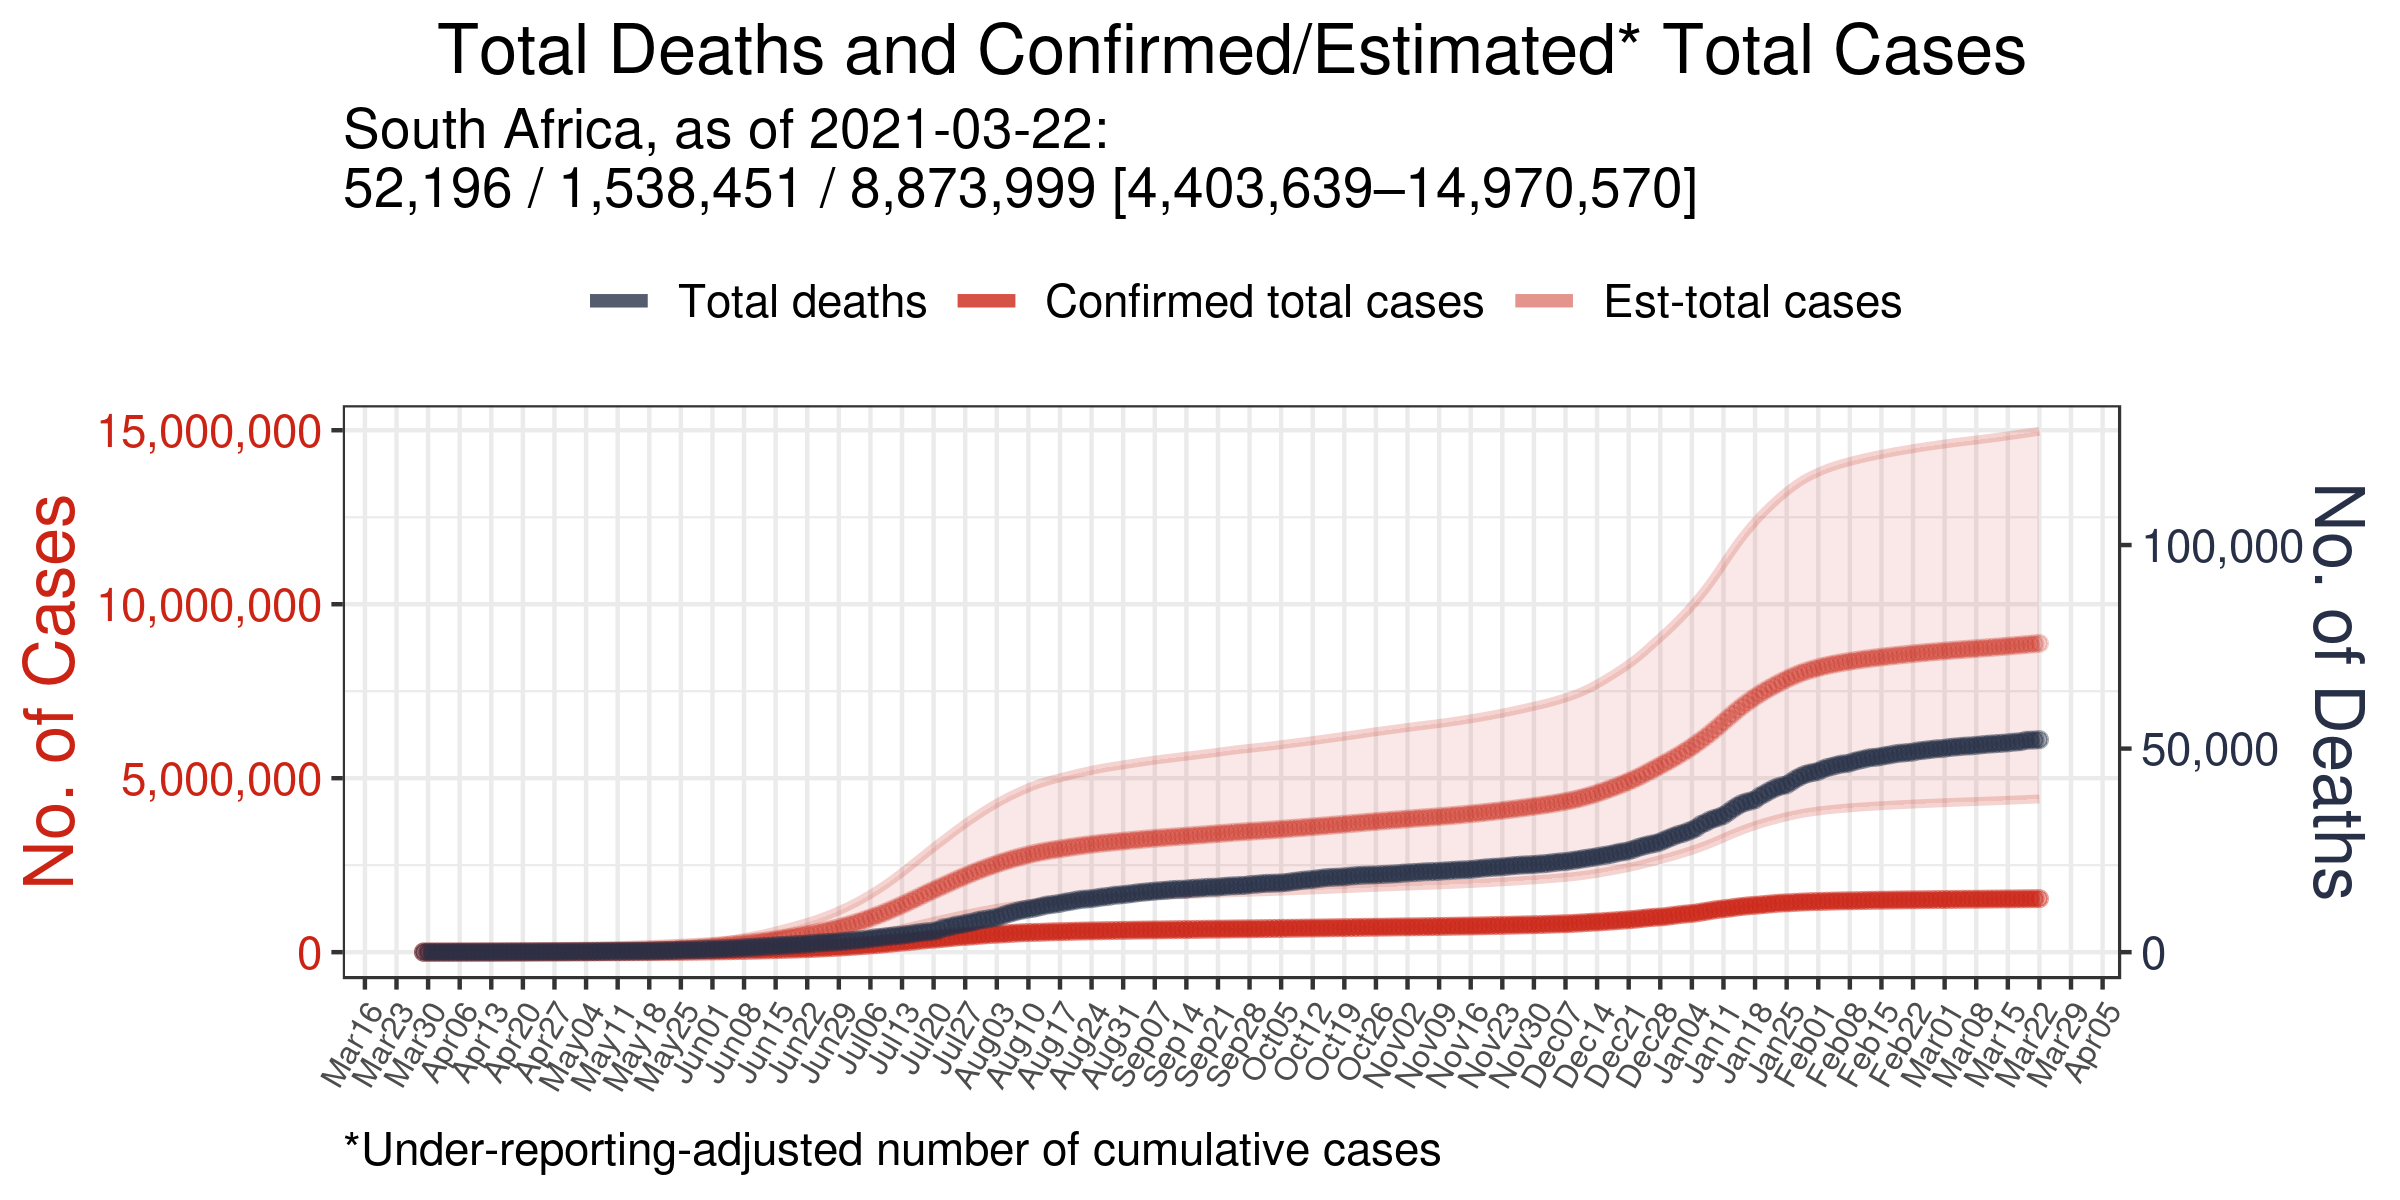 Total Deaths and Confirmed/Estimated* Total Cases
South Africa, as of 2021-03-22:
52,196 / 1,538,451 / 8,873,999 [4,403,639–14,970,570]
Total deaths
Confirmed total cases
Est-total cases
No. of Cases
15,000,000
10,000,000
5,000,000
0
100,000
50,000
0
No. of Deaths
Mar16
Mar23
Mar30
Apr06
Apr13
Apr20
Apr27
May04
May11
May18
May25
Jun01
Jun08
Jun15
Jun22
Jun29
Jul06
Jul13
Jul20
Jul27
Aug03
Aug10
Aug17
Aug24
Aug31
Sep07
Sep14
Sep21
Sep28
Oct05
Oct12
Oct19
Oct26
Nov02
Nov09
Nov16
Nov23
Nov30
Dec07
Dec14
Dec21
Dec28
Jan04
Jan11
Jan18
Jan25
Feb01
Feb08
Feb15
Feb22
Mar01
Mar08
Mar15
Mar22
Mar29
Apr05
*Under-reporting-adjusted number of cumulative cases